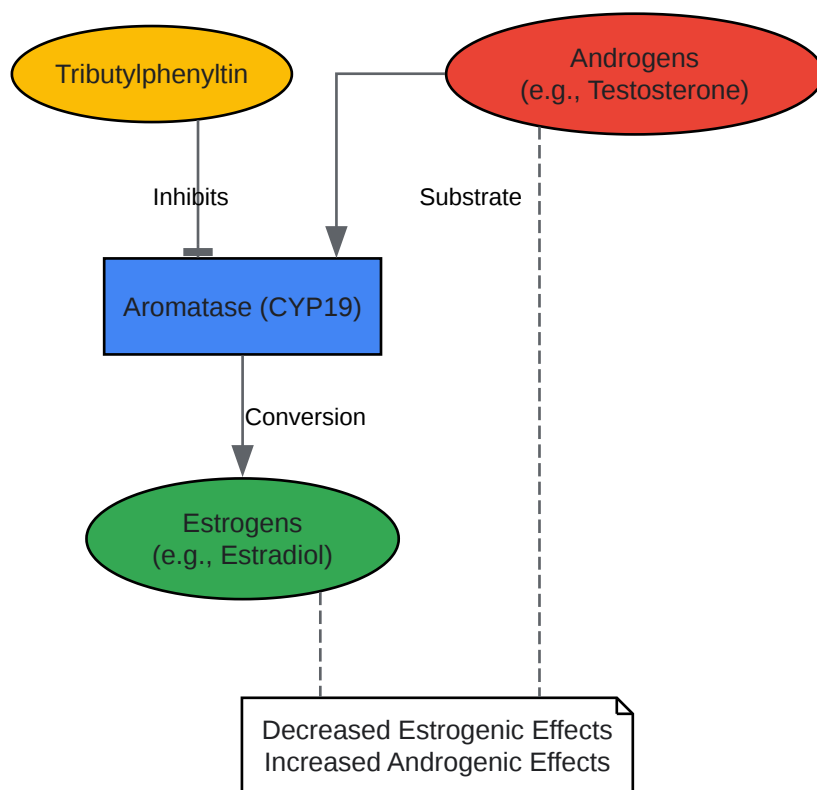 Tributylphenyltin
Androgens
(e.g., Testosterone)
Inhibits
Substrate
Aromatase (CYP19)
Conversion
Estrogens
(e.g., Estradiol)
Decreased Estrogenic Effects
Increased Androgenic Effects